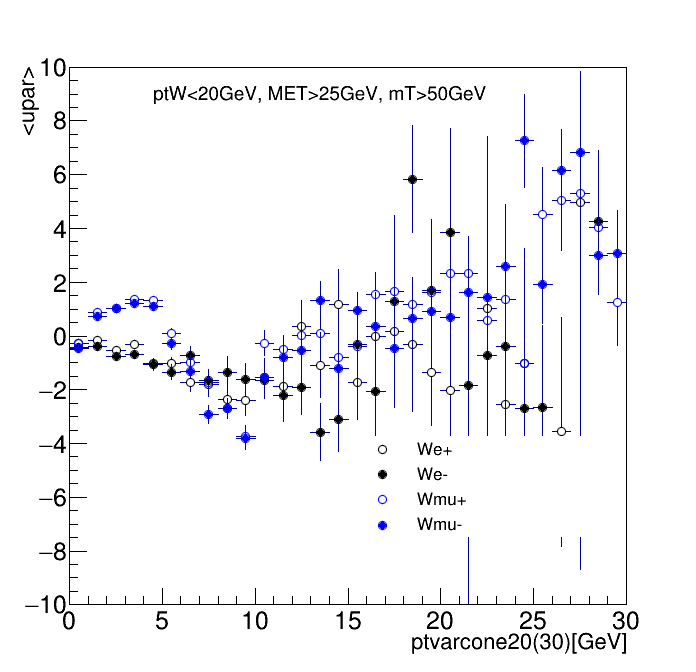 <upar>
ptW<20GeV, MET>25GeV, mT>50GeV
10
8
6
4
2
0
−2
−4
−6
−8
−10
We+
We-
Wmu+
Wmu-
0 5 10 15 20 25 30
ptvarcone20(30)[GeV]